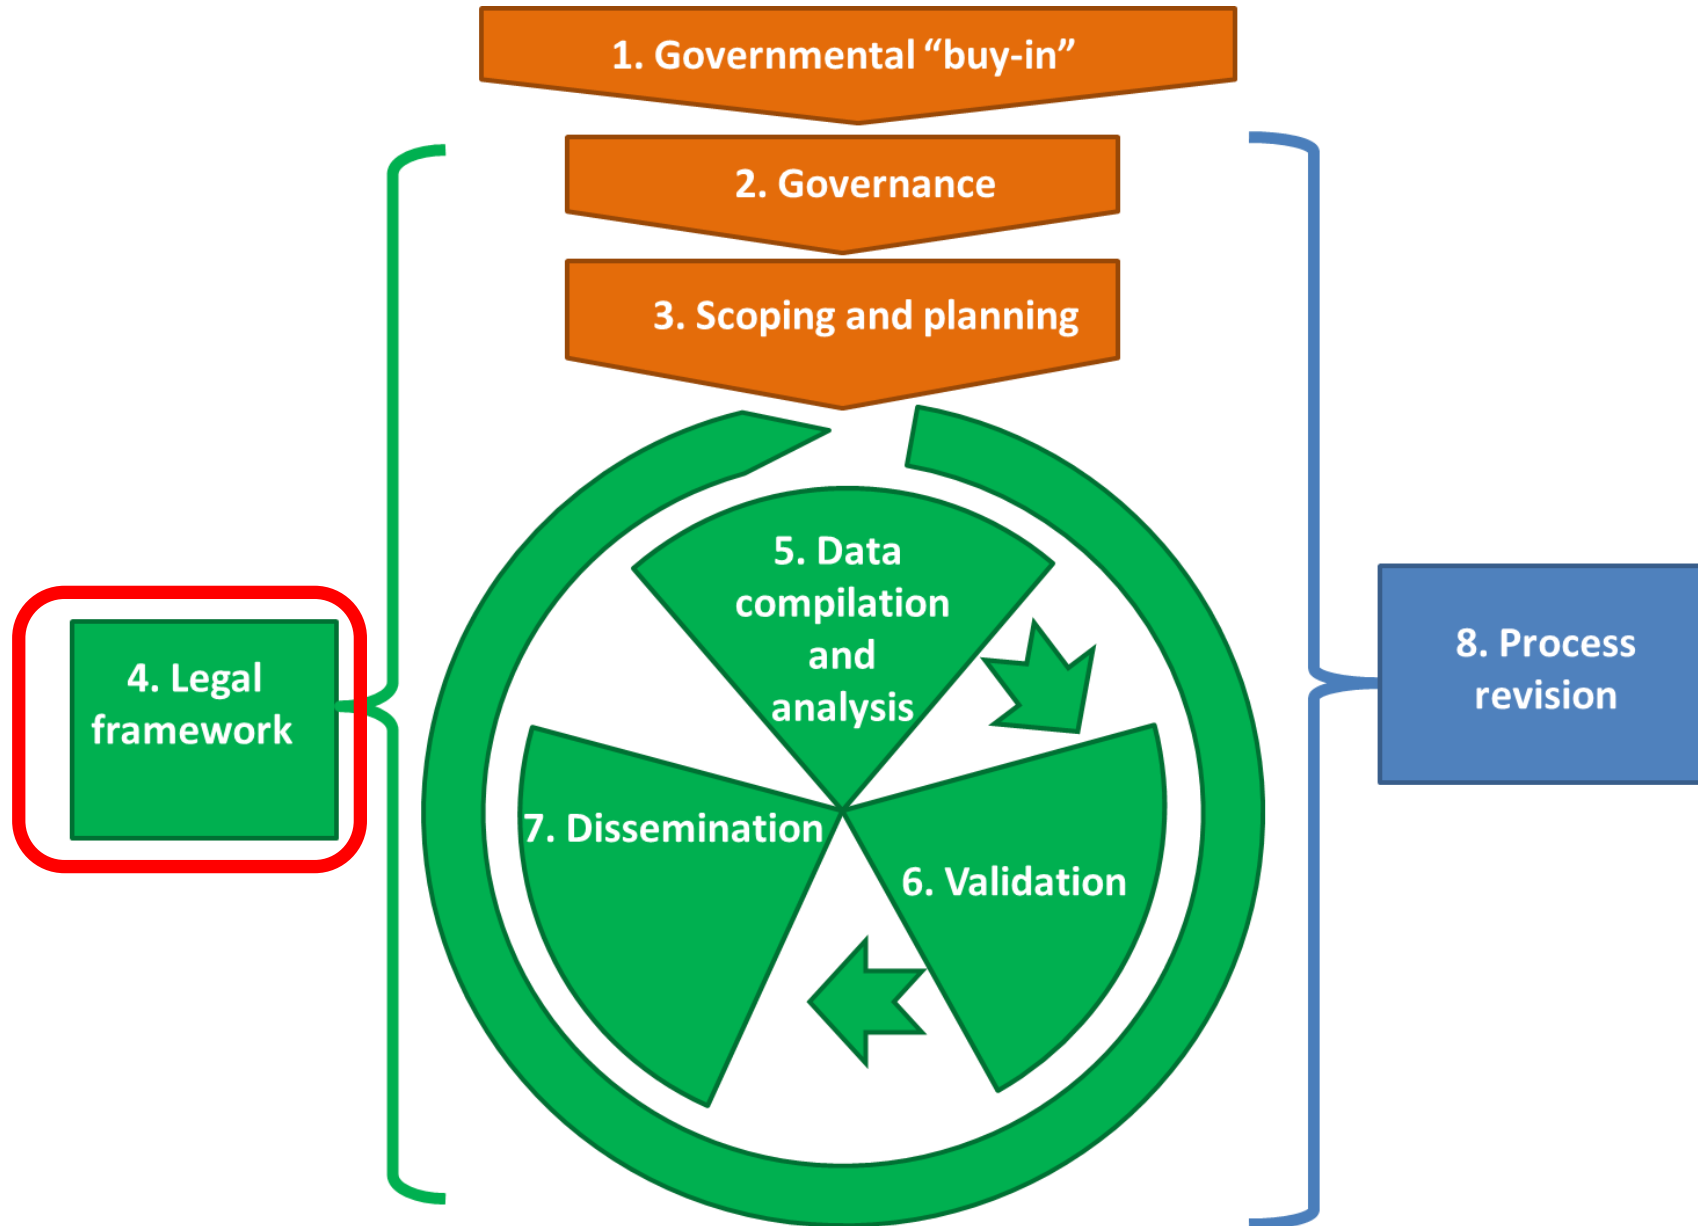 1. Governmental “buy-in”
2. Governance
3. Scoping and planning
4. Legal
framework
5. Data
compilation
and
analysis
6. Validation
7. Dissemination
8. Process
revision